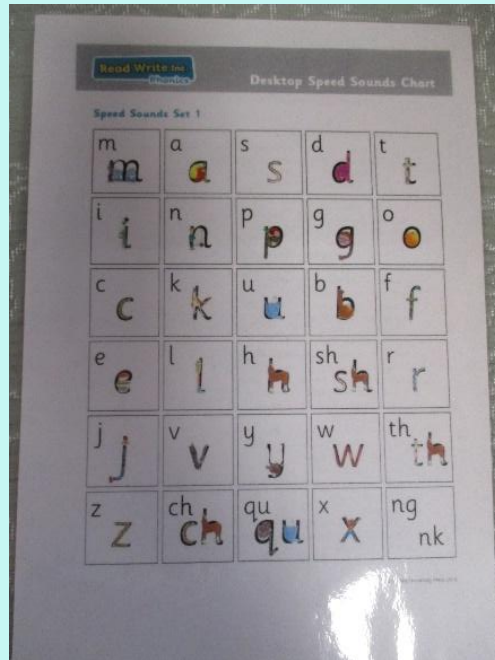 Read Write Inc.
Phonics
Desktop Speed Sounds Chart
Speed Sounds Set 1
m a s d t
m a s d t
i n p g o
i n p g o
c k u b f
c k u b f
e l h sh r
e l h sh r
j v y w th
j v y w th
z ch qu x ng
z ch qu x nk